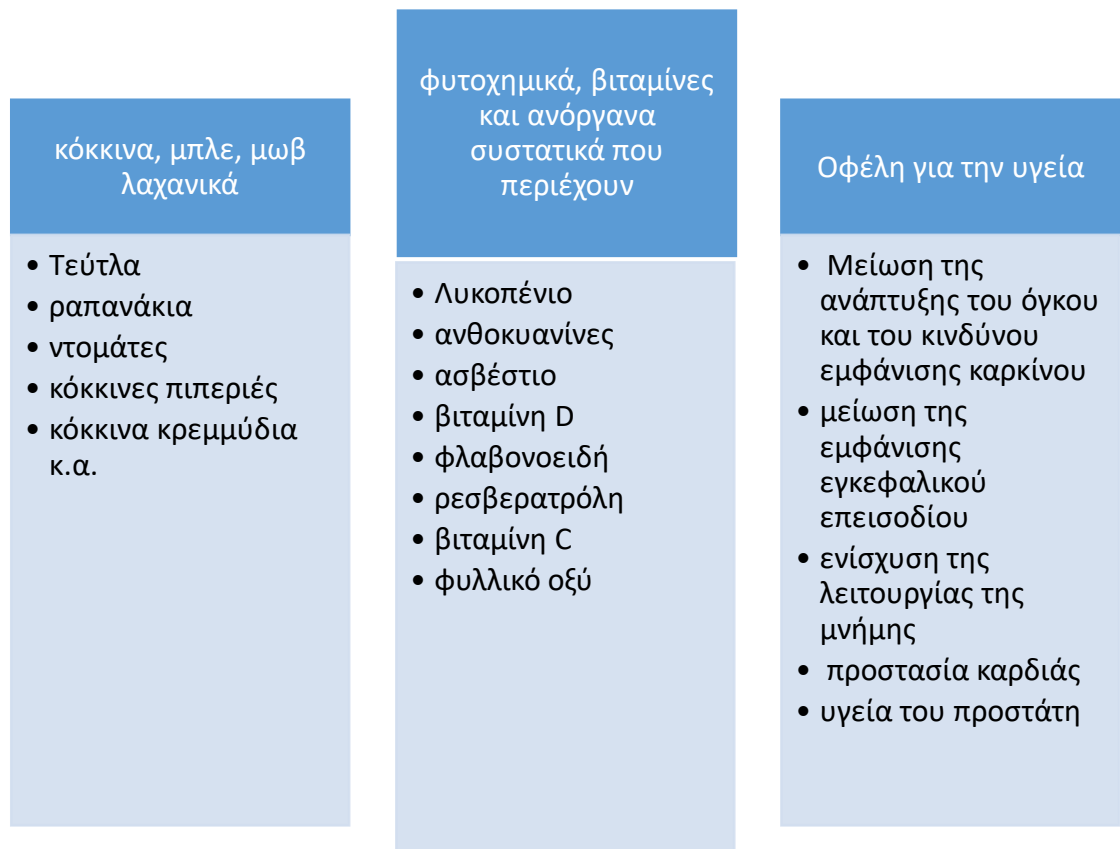 κόκκινα, μπλε, μωβ
λαχανικά
• Τεύτλα
• ραπανάκια
• ντομάτες
• κόκκινες πιπεριές
• κόκκινα κρεμμύδια
κ.α.
φυτοχημικά, βιταμίνες
και ανόργανα
συστατικά που
περιέχουν
• Λυκοπένιο
• ανθοκυανίνες
• ασβέστιο
• βιταμίνη D
• φλαβονοειδή
• ρεσβερατρόλη
• βιταμίνη C
• φυλλικό οξύ
Οφέλη για την υγεία
• Μείωση της
ανάπτυξης του όγκου
και του κινδύνου
εμφάνισης καρκίνου
• μείωση της
εμφάνισης
εγκεφαλικού
επεισοδίου
• ενίσχυση της
λειτουργίας της
μνήμης
• προστασία καρδιάς
• υγεία του προστάτη